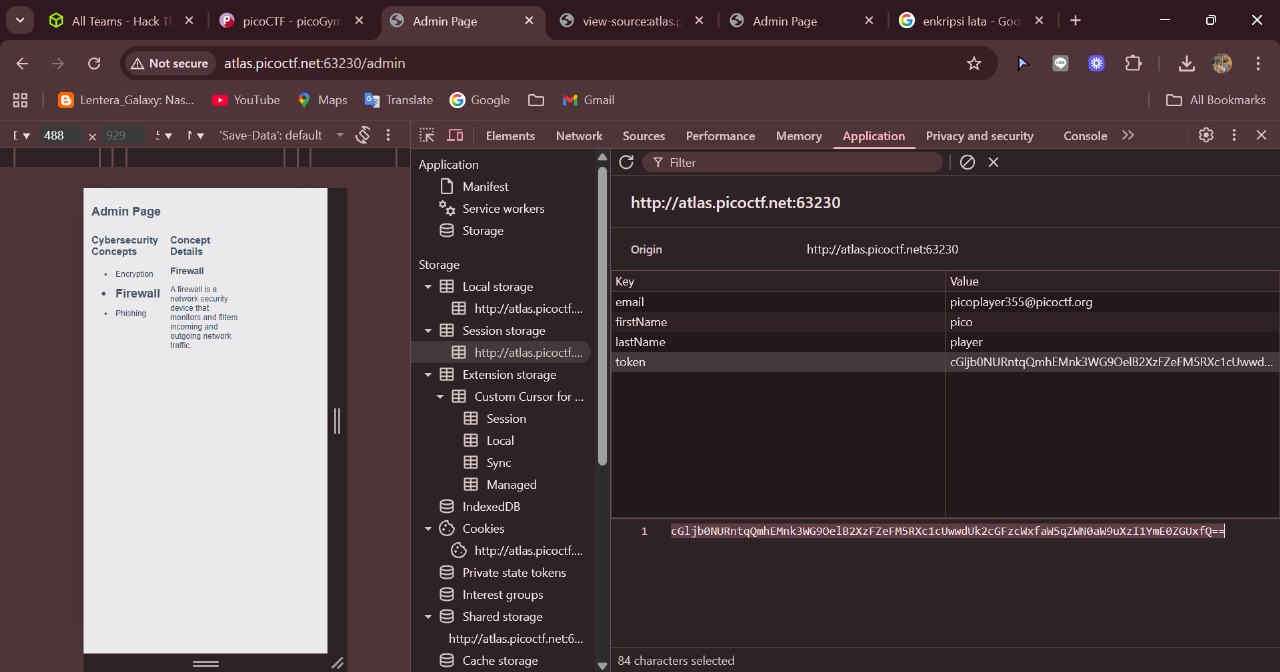 All Teams - Hack Th
picoCTF - picoGym
Admin Page
view-source:atlas.p
Admin Page
enkripsi lata - Goo
Not secure
atlas.picoctf.net:63230/admin
Lentera_Galaxy: Nas...
YouTube
Maps
Translate
Google
Gmail
All Bookmarks
488 × 929
'Save-Data': default
Elements
Network
Sources
Performance
Memory
Application
Privacy and security
Console
Admin Page
Cybersecurity Concepts
Encryption
Firewall
Phishing
Concept Details
Firewall
A firewall is a
network security
device that
monitors and filters
incoming and
outgoing network
traffic.
Application
Manifest
Service workers
Storage
Storage
Local storage
http://atlas.picoctf....
Session storage
http://atlas.picoctf....
Extension storage
Custom Cursor for ...
Session
Local
Sync
Managed
IndexedDB
Cookies
http://atlas.picoctf....
Private state tokens
Interest groups
Shared storage
http://atlas.picoctf.net:6...
Cache storage
Filter
http://atlas.picoctf.net:63230
Origin http://atlas.picoctf.net:63230
Key Value
email picoplayer355@picoctf.org
firstName pico
lastName player
token
1
84 characters selected